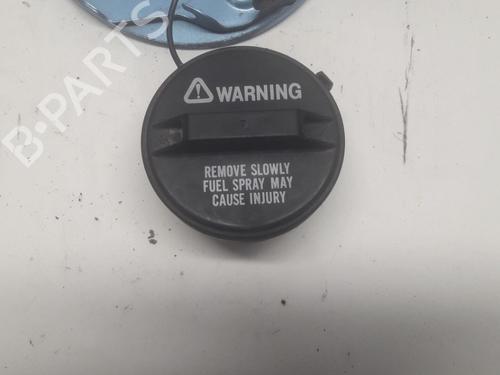 B-PARTS
WARNING
REMOVE SLOWLY
FUEL SPRAY MAY
CAUSE INJURY